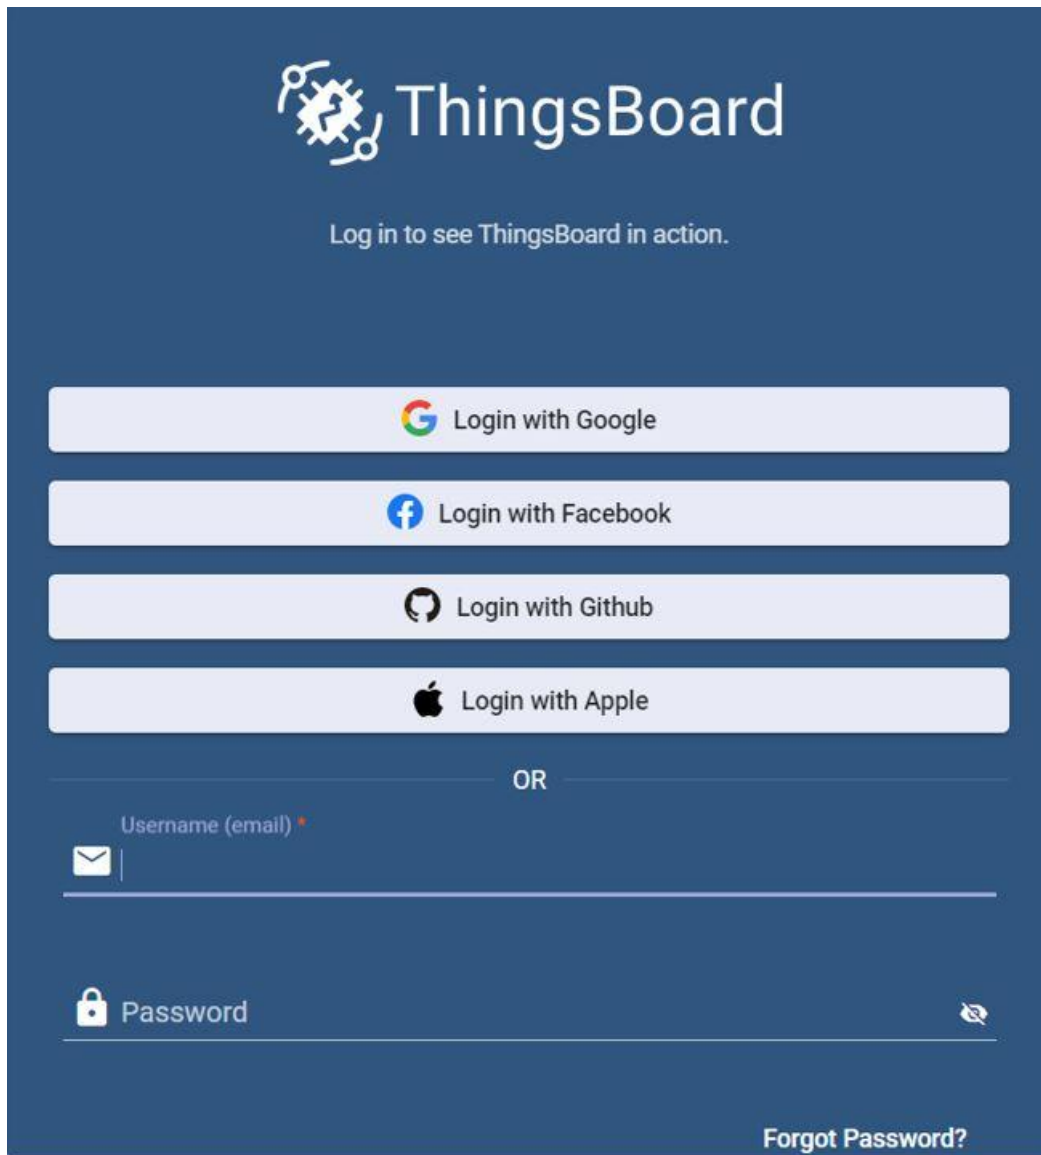 ThingsBoard
Log in to see ThingsBoard in action.
Login with Google
Login with Facebook
Login with Github
Login with Apple
OR
Username (email) *
Password
Forgot Password?